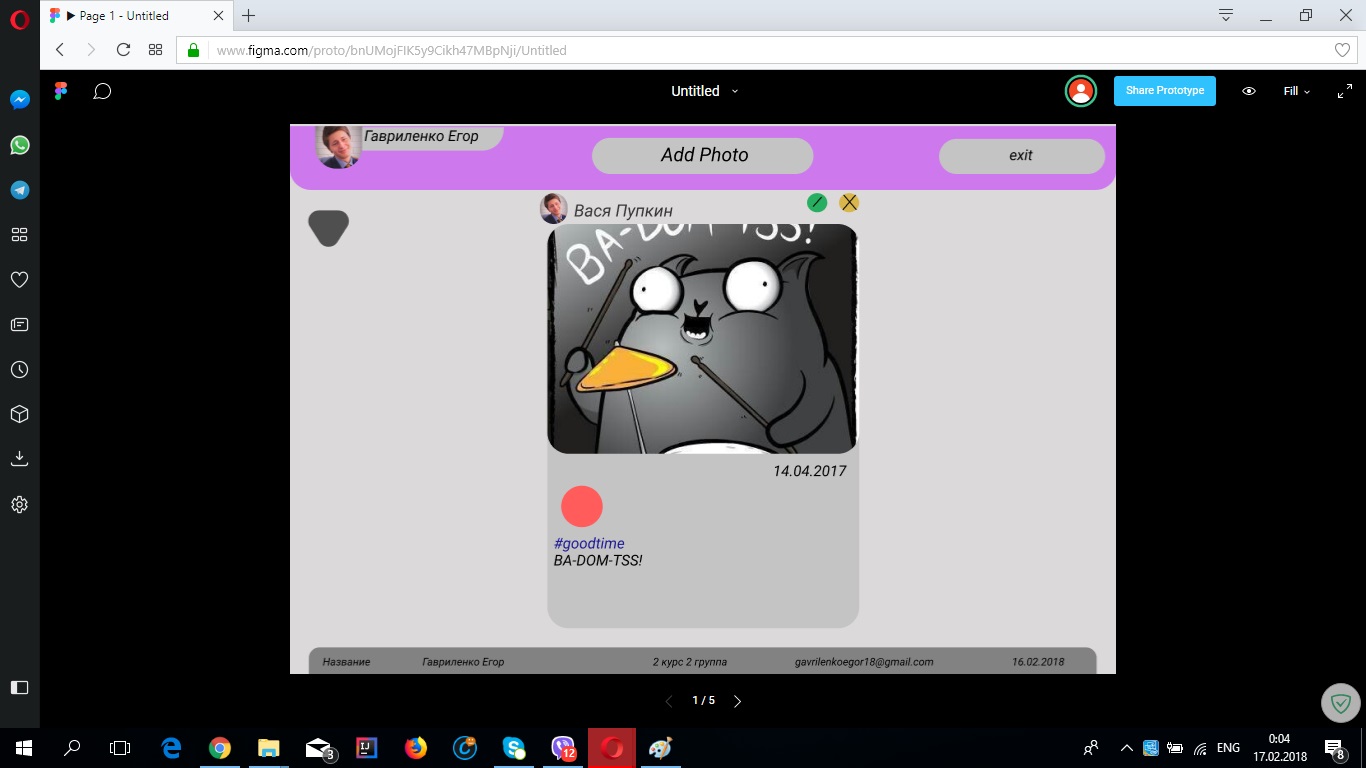 Page 1 - Untitled
www.figma.com/proto/bnUMojFIK5y9Cikh47MBpNji/Untitled
Untitled
Share Prototype
Fill
Гавриленко Егор
Add Photo
exit
Вася Пупкин
BA-DOM-TSS!
14.04.2017
#goodtime
BA-DOM-TSS!
Название Гавриленко Егор 2 курс 2 группа gavrilenkoegor18@gmail.com 16.02.2018
1 / 5
3
IJ
12
ENG
0:04
17.02.2018
8